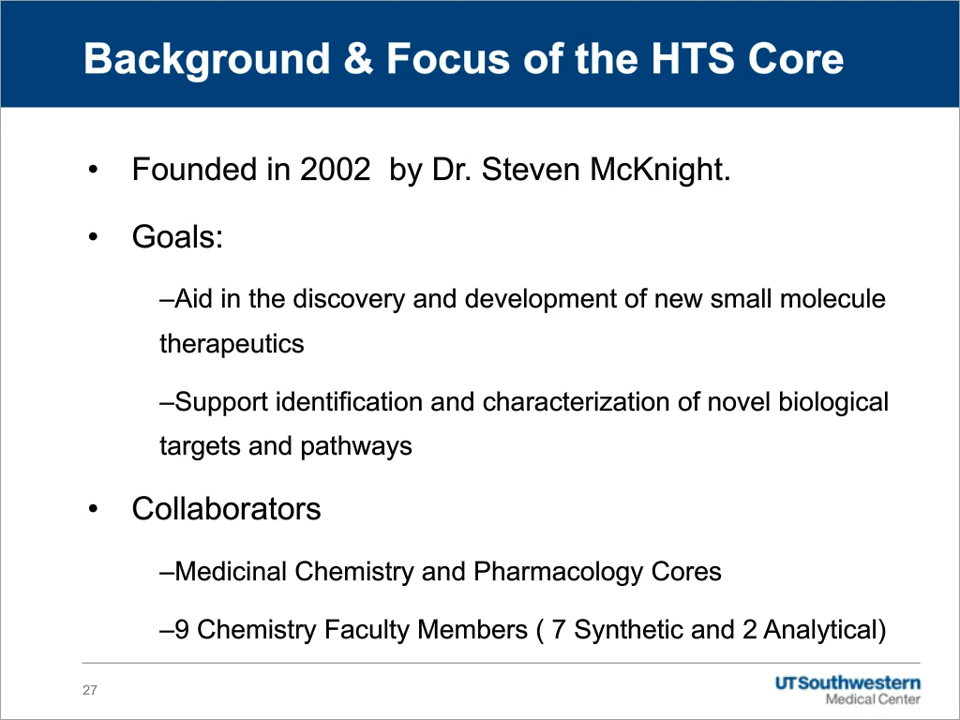 Background & Focus of the HTS Core
• Founded in 2002  by Dr. Steven McKnight.
• Goals:
–Aid in the discovery and development of new small molecule
therapeutics
–Support identification and characterization of novel biological
targets and pathways
• Collaborators
–Medicinal Chemistry and Pharmacology Cores
–9 Chemistry Faculty Members ( 7 Synthetic and 2 Analytical)
27
UTSouthwestern
Medical Center